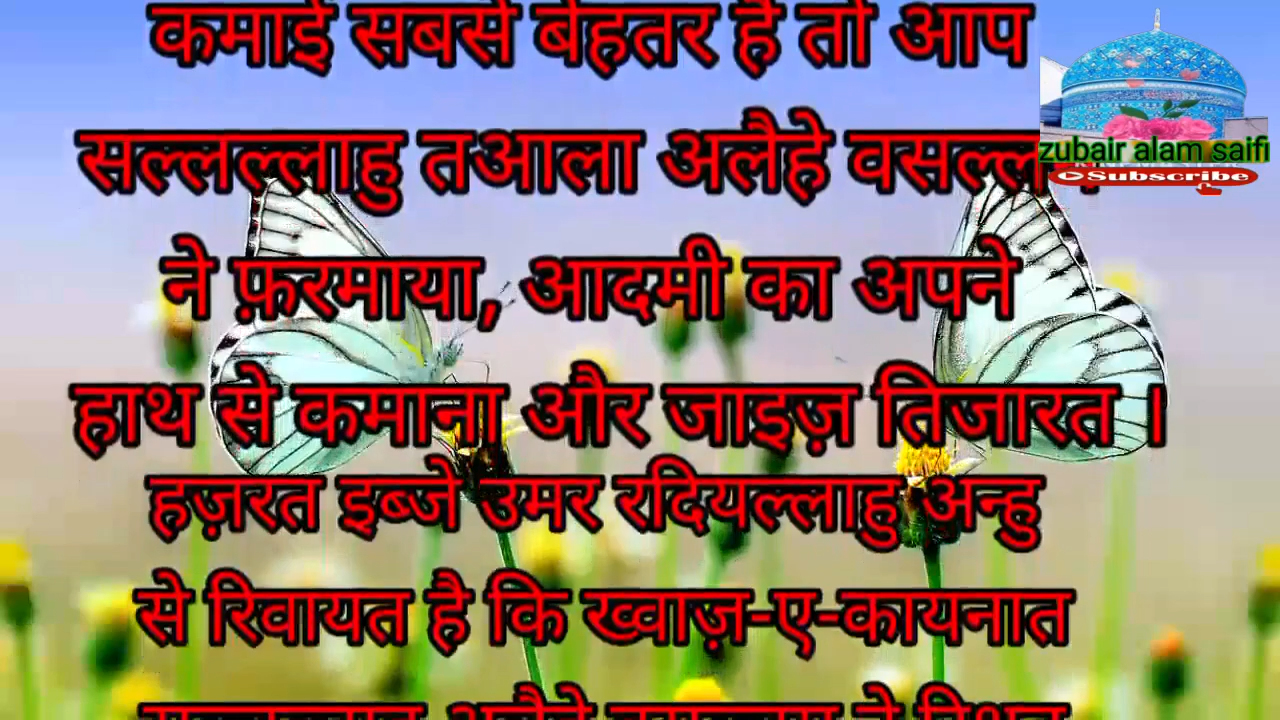 कमाई सबसे बेहतर है तो आप
सल्लल्लाहु तआला अलैहे
ने फ़रमाया, आदमी का अपने
हाथ से कमाना और जाइज़ तिजारत ।
हज़रत इब्जे उमर रदियल्लाहु अन्हु
से रिवायत है कि ख्वाज़-ए-कायनात
zubair alam saifi
Subscribe